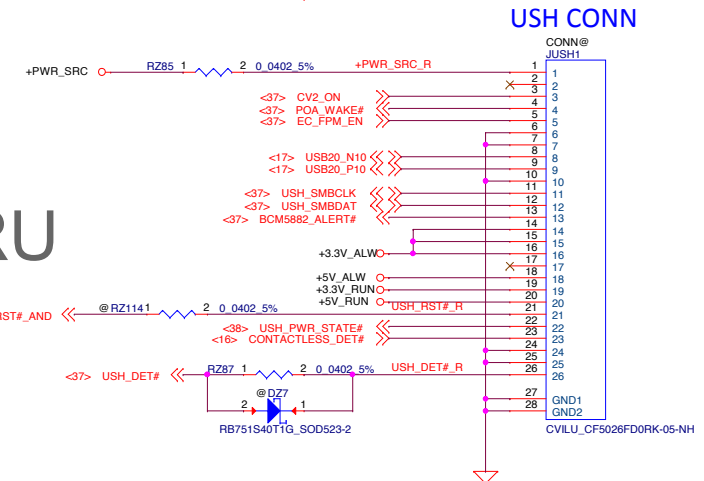 USH CONN
CONN@
JUSH1
+PWR_SRC RZ85 1 2 0_0402_5% +PWR_SRC_R 1 1
2
<37> CV2_ON 3 3
<37> POA_WAKE# 4 4
<37> EC_FPM_EN 5 5
6 6
7 7
<17> USB20_N10 8 8
<17> USB20_P10 9 9
10 10
<37> USH_SMBCLK 11 11
<37> USH_SMBDAT 12 12
<37> BCM5882_ALERT# 13 13
14 14
15 15
+3.3V_ALW 16 16
17 17
+5V_ALW 18 18
+3.3V_RUN 19 19
+5V_RUN 20 20
RU
RST#_AND @ RZ114 1 2 0_0402_5% USH_RST#_R 21 21
<38> USH_PWR_STATE# 22 22
<16> CONTACTLESS_DET# 23 23
24 24
25 25
<37> USH_DET# RZ87 1 2 0_0402_5% USH_DET#_R 26 26
@ DZ7
2 1
RB751S40T1G_SOD523-2
27 GND1
28 GND2
CVILU_CF5026FD0RK-05-NH